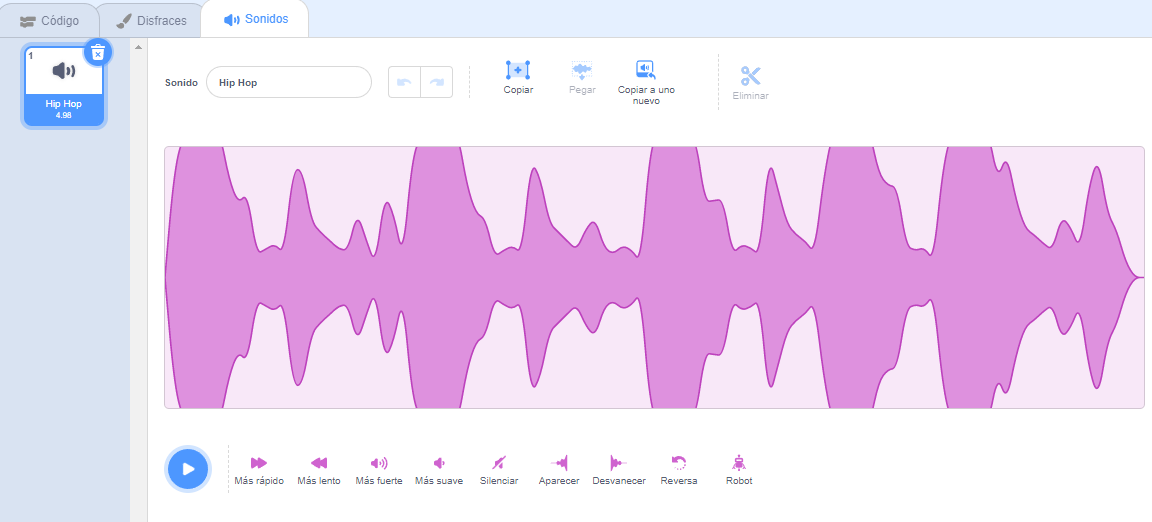 Código
Disfraces
Sonidos
1
Hip Hop
4.98
Sonido
Hip Hop
Copiar
Pegar
Copiar a uno
nuevo
Eliminar
Más rápido
Más lento
Más fuerte
Más suave
Silenciar
Aparecer
Desvanecer
Reversa
Robot